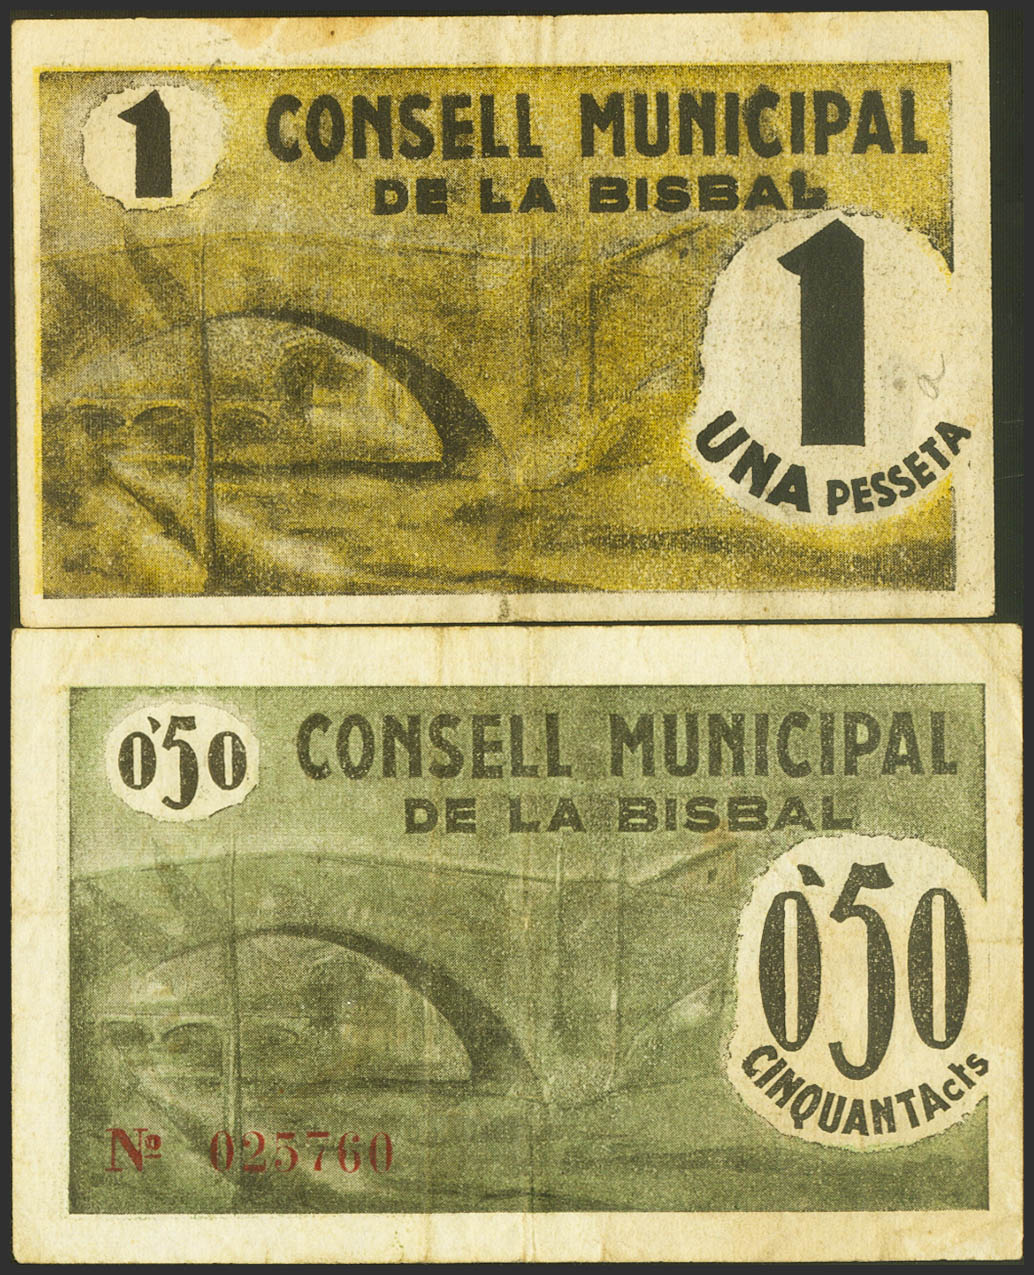 1
CONSELL MUNICIPAL
DE LA BISBAL
1
UNA PESSETA
a
0'50
CONSELL MUNICIPAL
DE LA BISBAL
0'50
CINQUANTA cts
Nº 025760